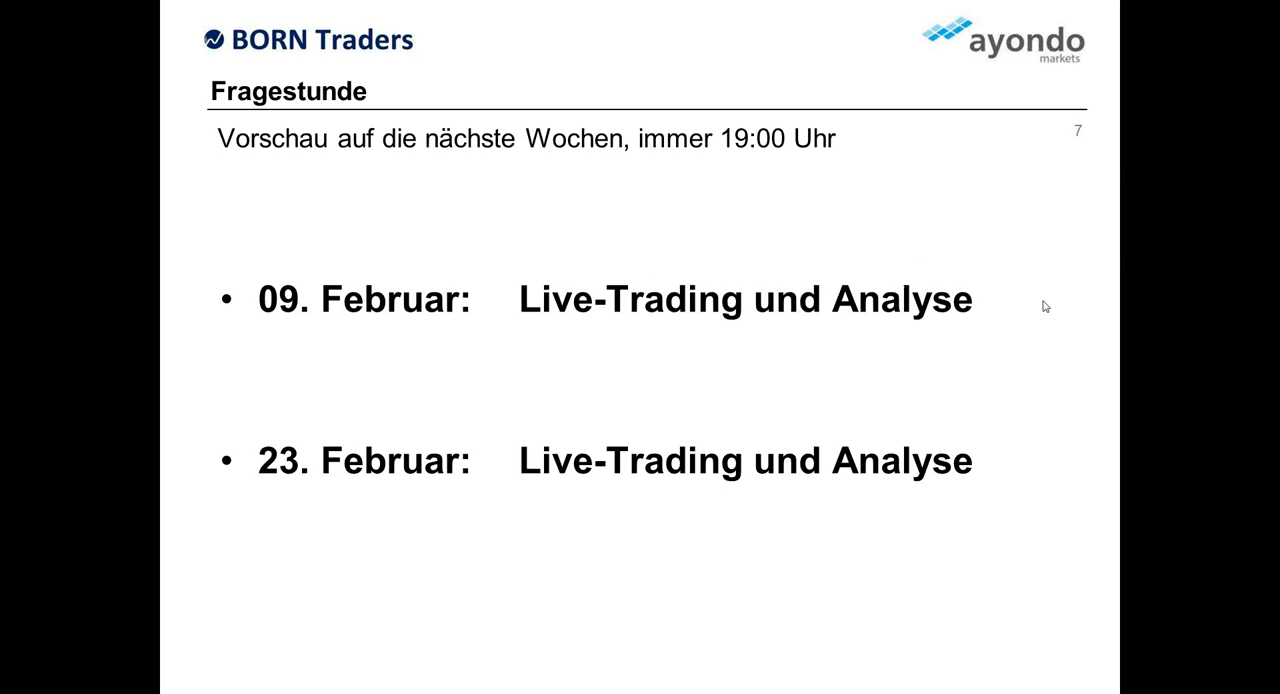 BORN Traders
ayondo
markets
Fragestunde
Vorschau auf die nächste Wochen, immer 19:00 Uhr
7
• 09. Februar: Live-Trading und Analyse
• 23. Februar: Live-Trading und Analyse